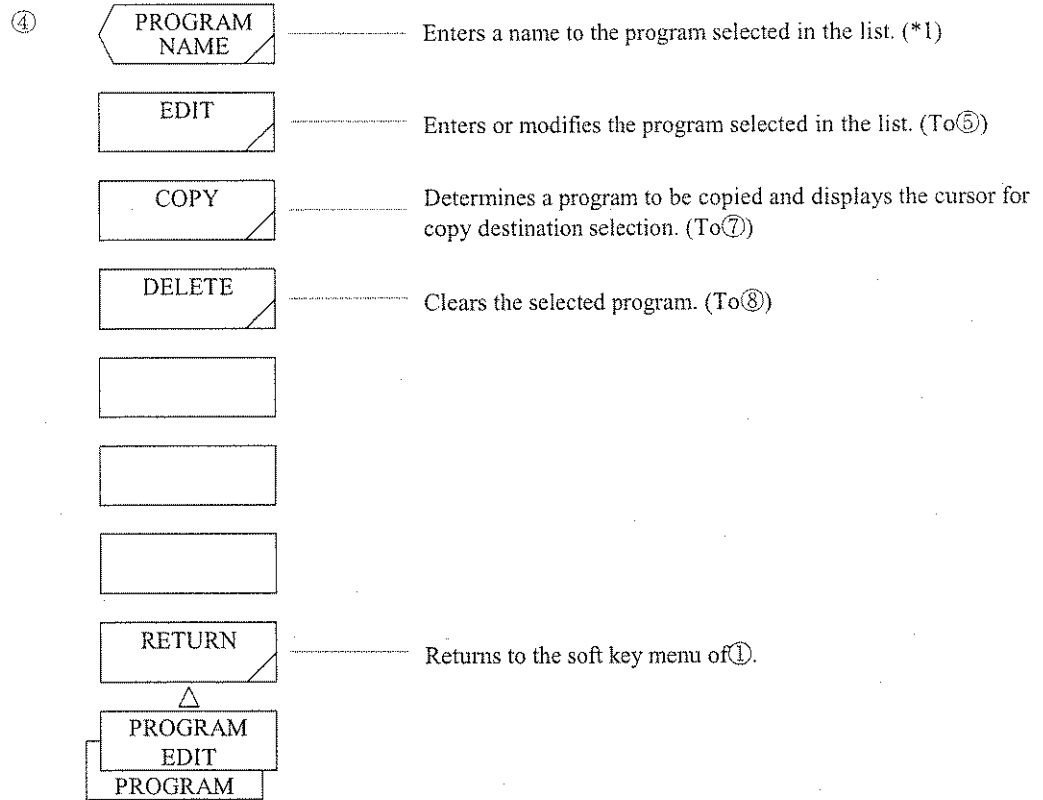 ④
PROGRAM
NAME
Enters a name to the program selected in the list. (*1)
EDIT
Enters or modifies the program selected in the list. (To⑤)
COPY
Determines a program to be copied and displays the cursor for
copy destination selection. (To⑦)
DELETE
Clears the selected program. (To⑧)
RETURN
Returns to the soft key menu of①.
△
PROGRAM
EDIT
PROGRAM